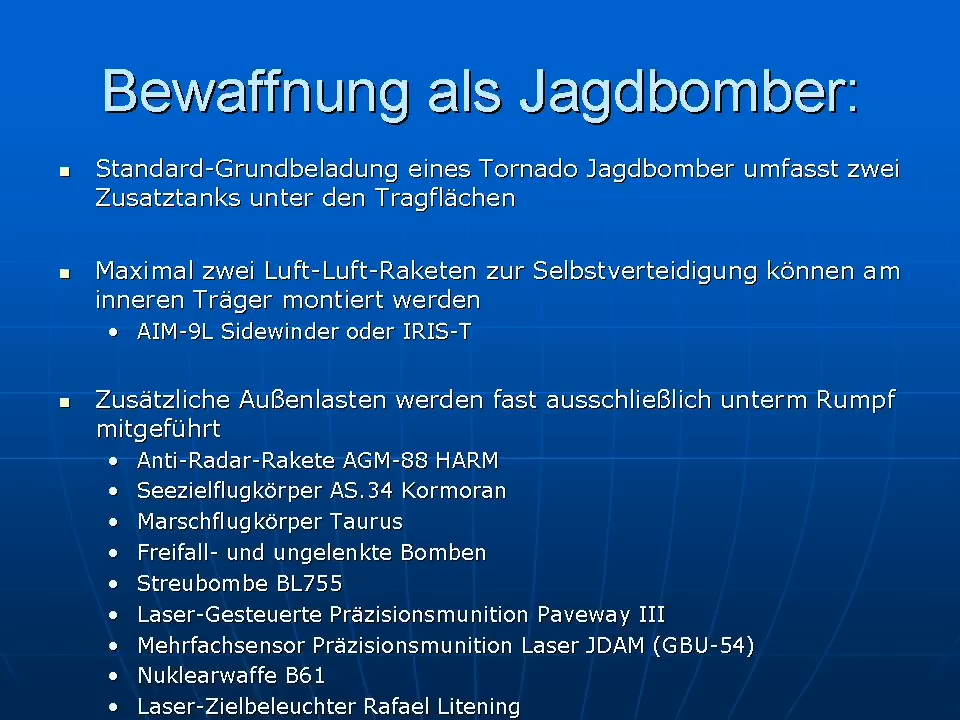 Bewaffnung als Jagdbomber:
Standard-Grundbeladung eines Tornado Jagdbomber umfasst zwei
Zusatztanks unter den Tragflächen
Maximal zwei Luft-Luft-Raketen zur Selbstverteidigung können am
inneren Träger montiert werden
• AIM-9L Sidewinder oder IRIS-T
Zusätzliche Außenlasten werden fast ausschließlich unterm Rumpf
mitgeführt
• Anti-Radar-Rakete AGM-88 HARM
• Seezielflugkörper AS.34 Kormoran
• Marschflugkörper Taurus
• Freifall- und ungelenkte Bomben
• Streubombe BL755
• Laser-Gesteuerte Präzisionsmunition Paveway III
• Mehrfachsensor Präzisionsmunition Laser JDAM (GBU-54)
• Nuklearwaffe B61
• Laser-Zielbeleuchter Rafael Litening